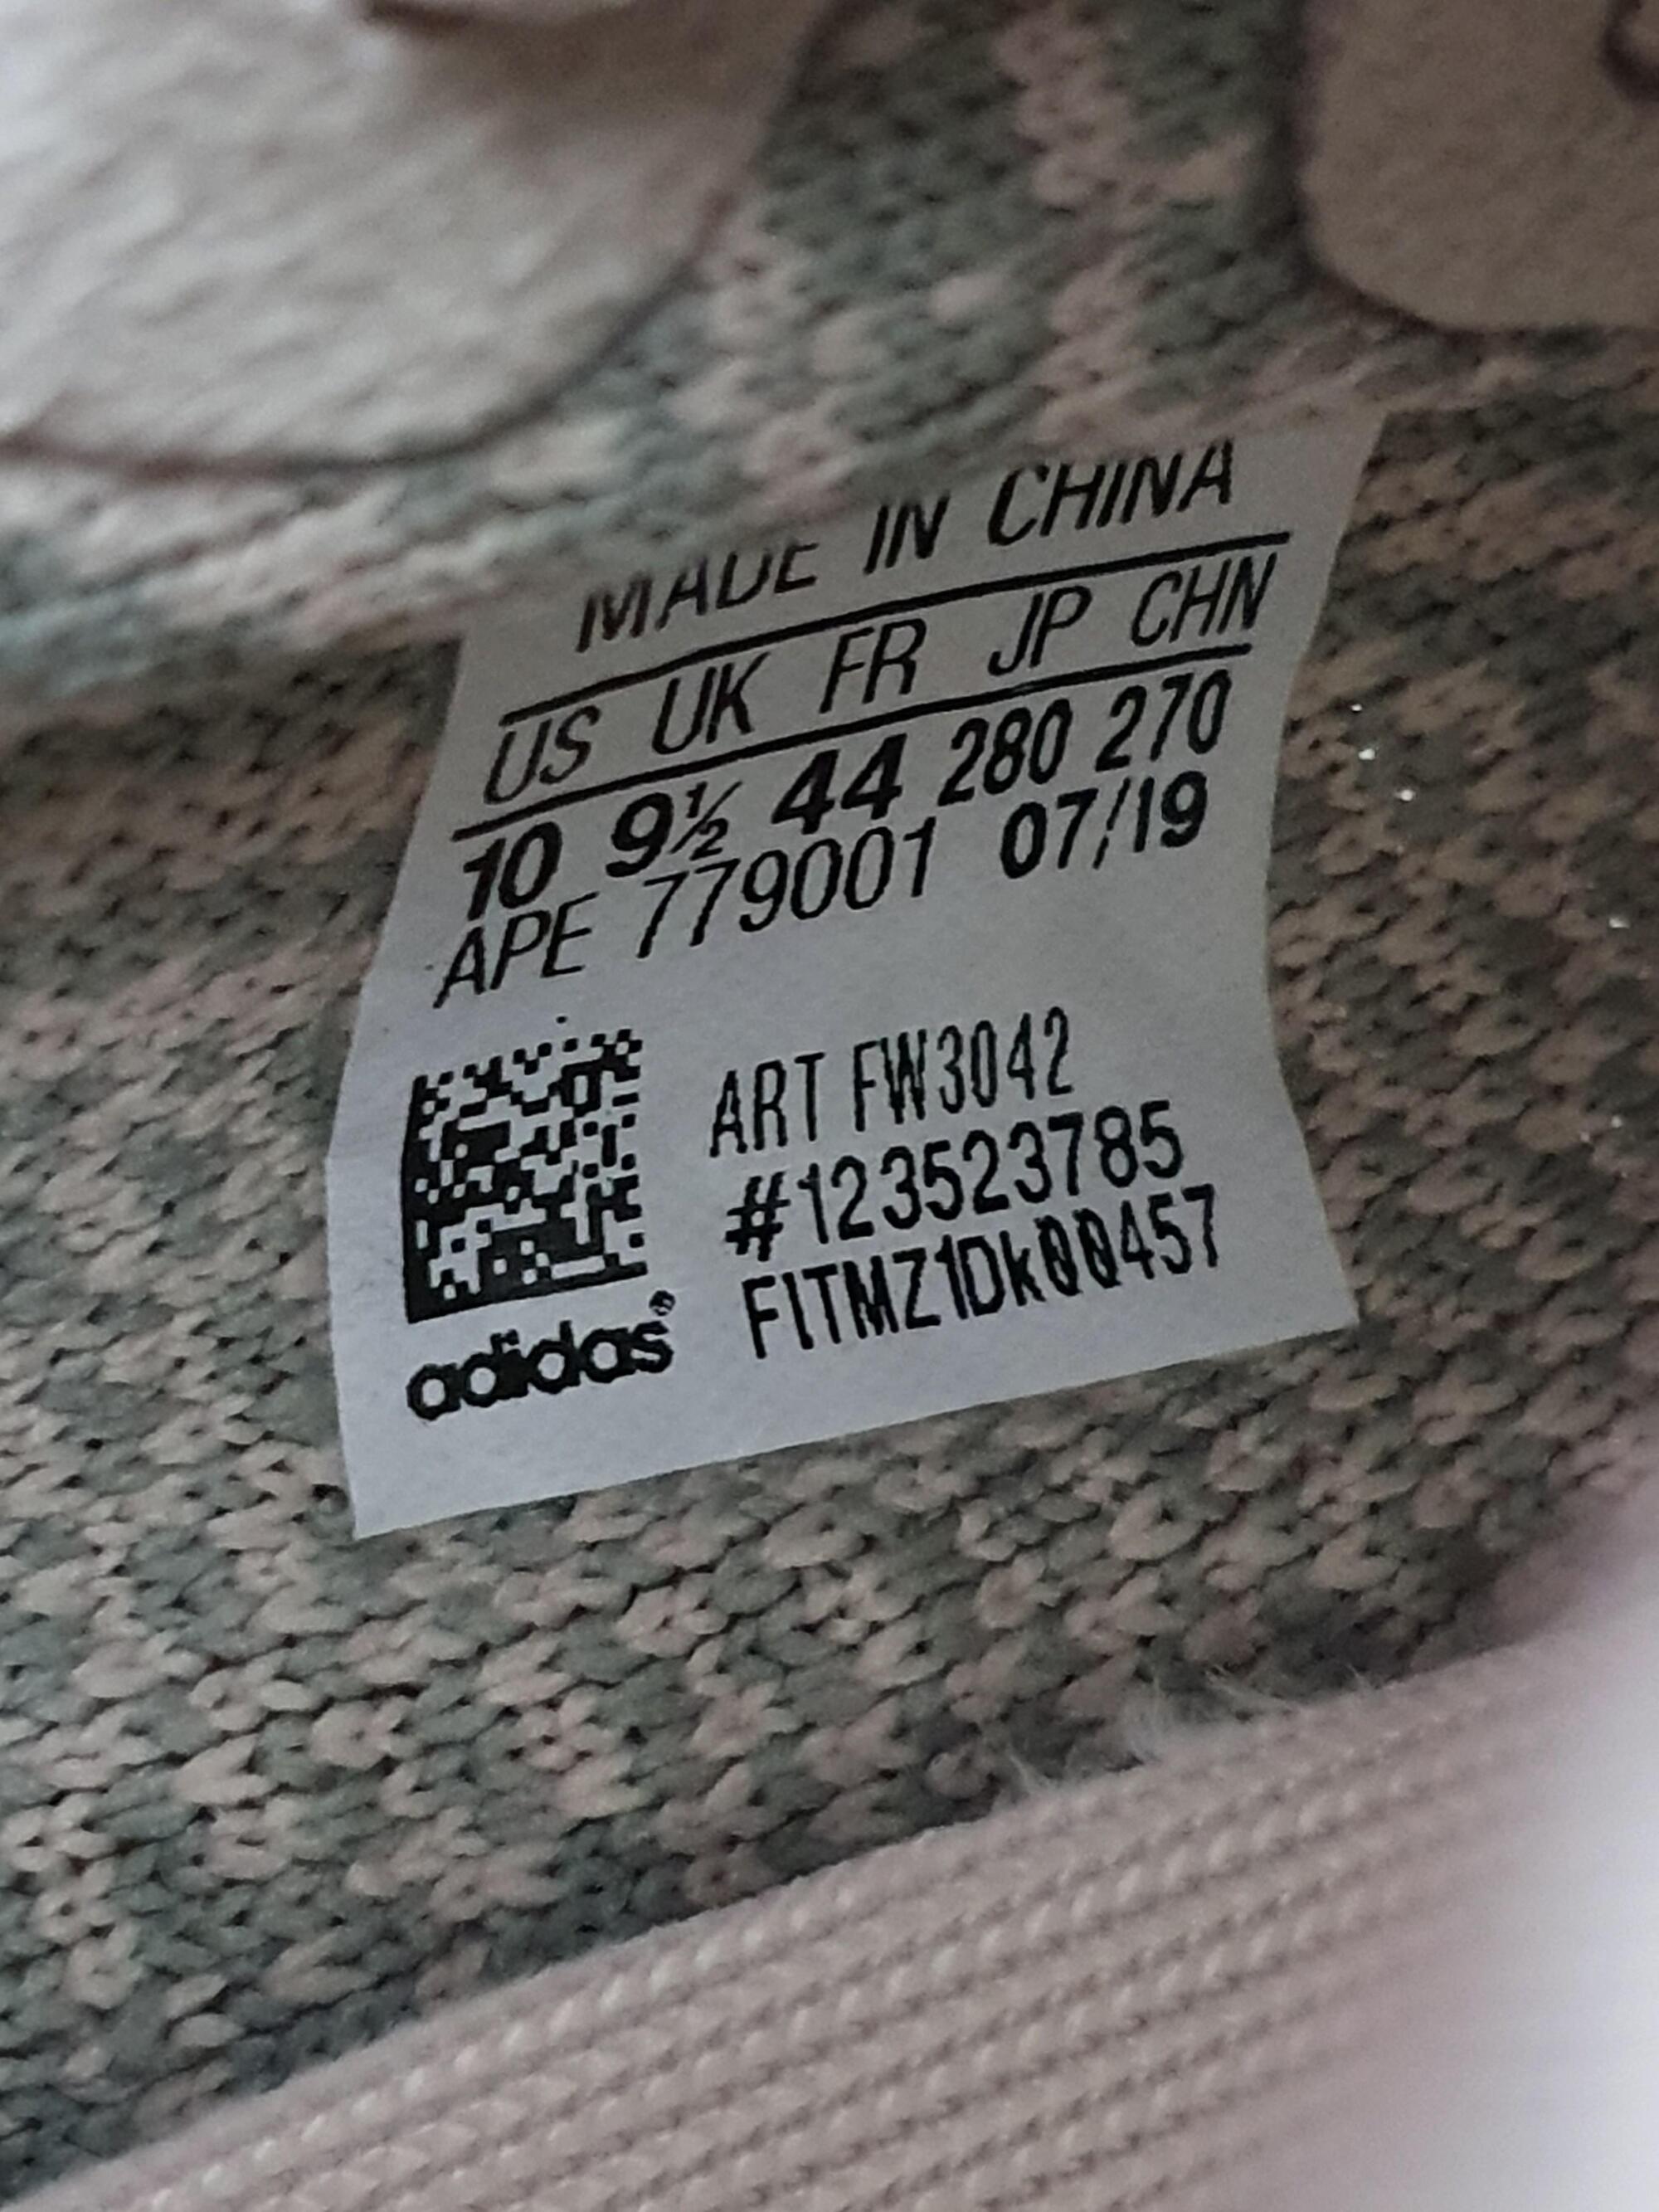 MADE IN CHINA
US UK FR JP CHN
10 9½ 44 280 270
APE 779001 07/19
ART FW3042
#123523785
FITMZ1Dk00457
adidas®